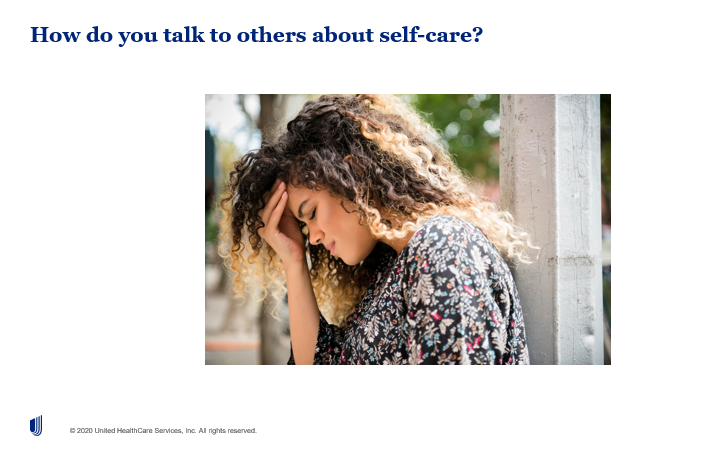 How do you talk to others about self-care?
© 2020 United HealthCare Services, Inc. All rights reserved.